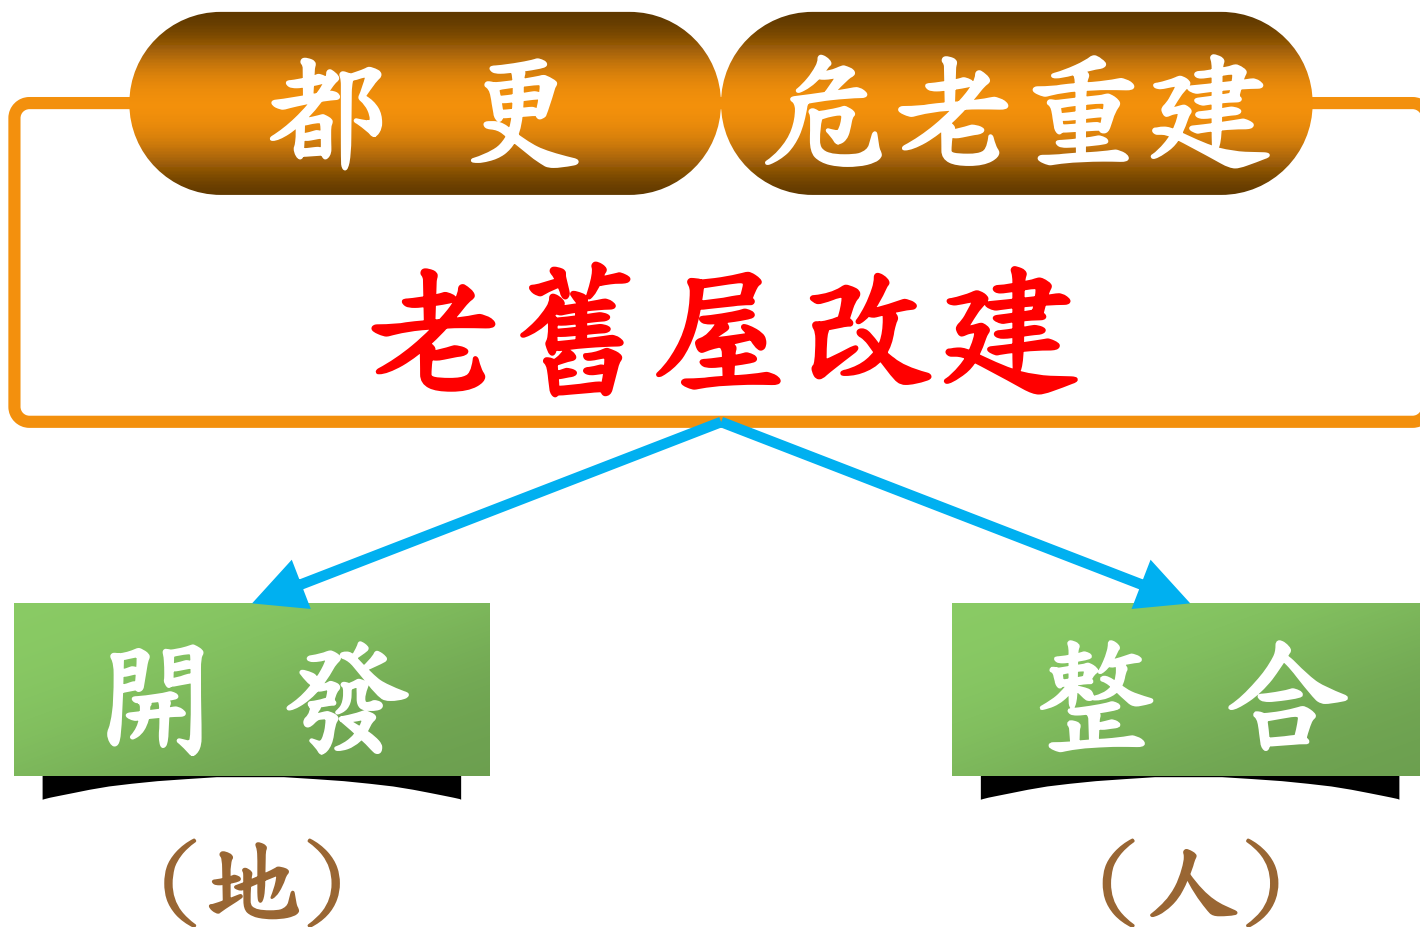 都 更 危老重建
老舊屋改建
開 發 整 合
（地） （人）